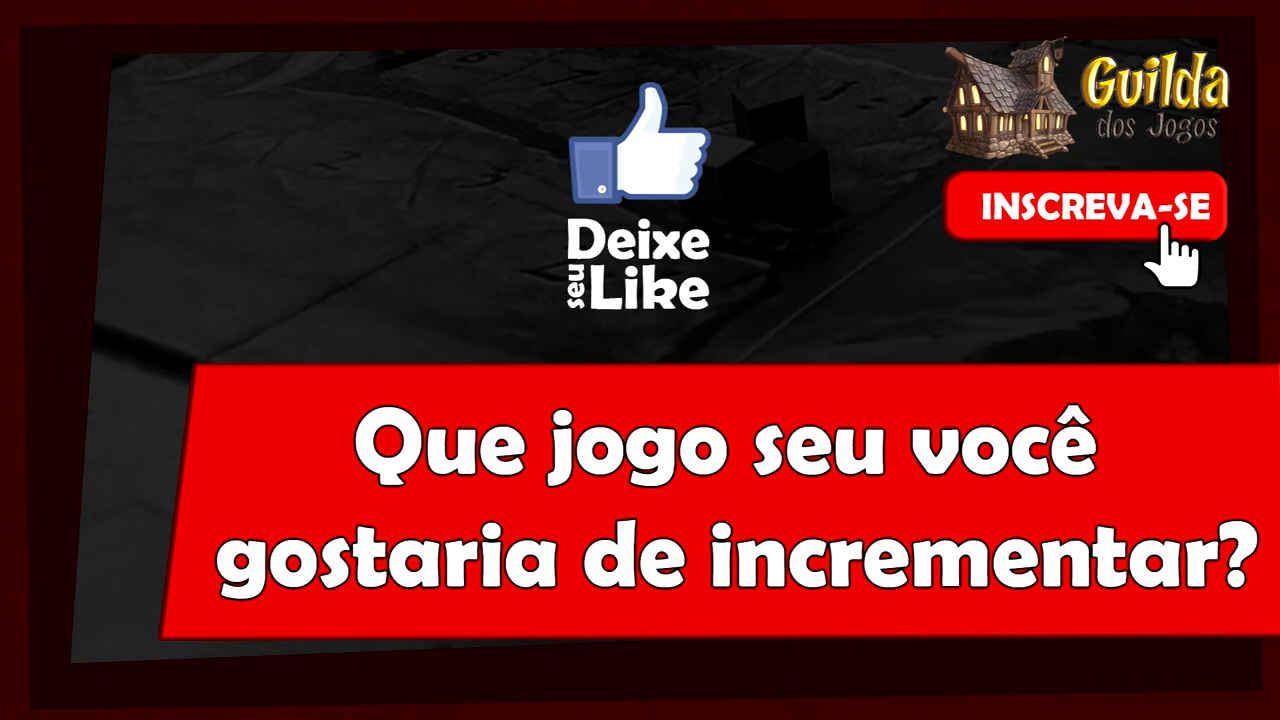 Guilda
dos Jogos
INSCREVA-SE
Deixe
seu Like
Que jogo seu você
gostaria de incrementar?